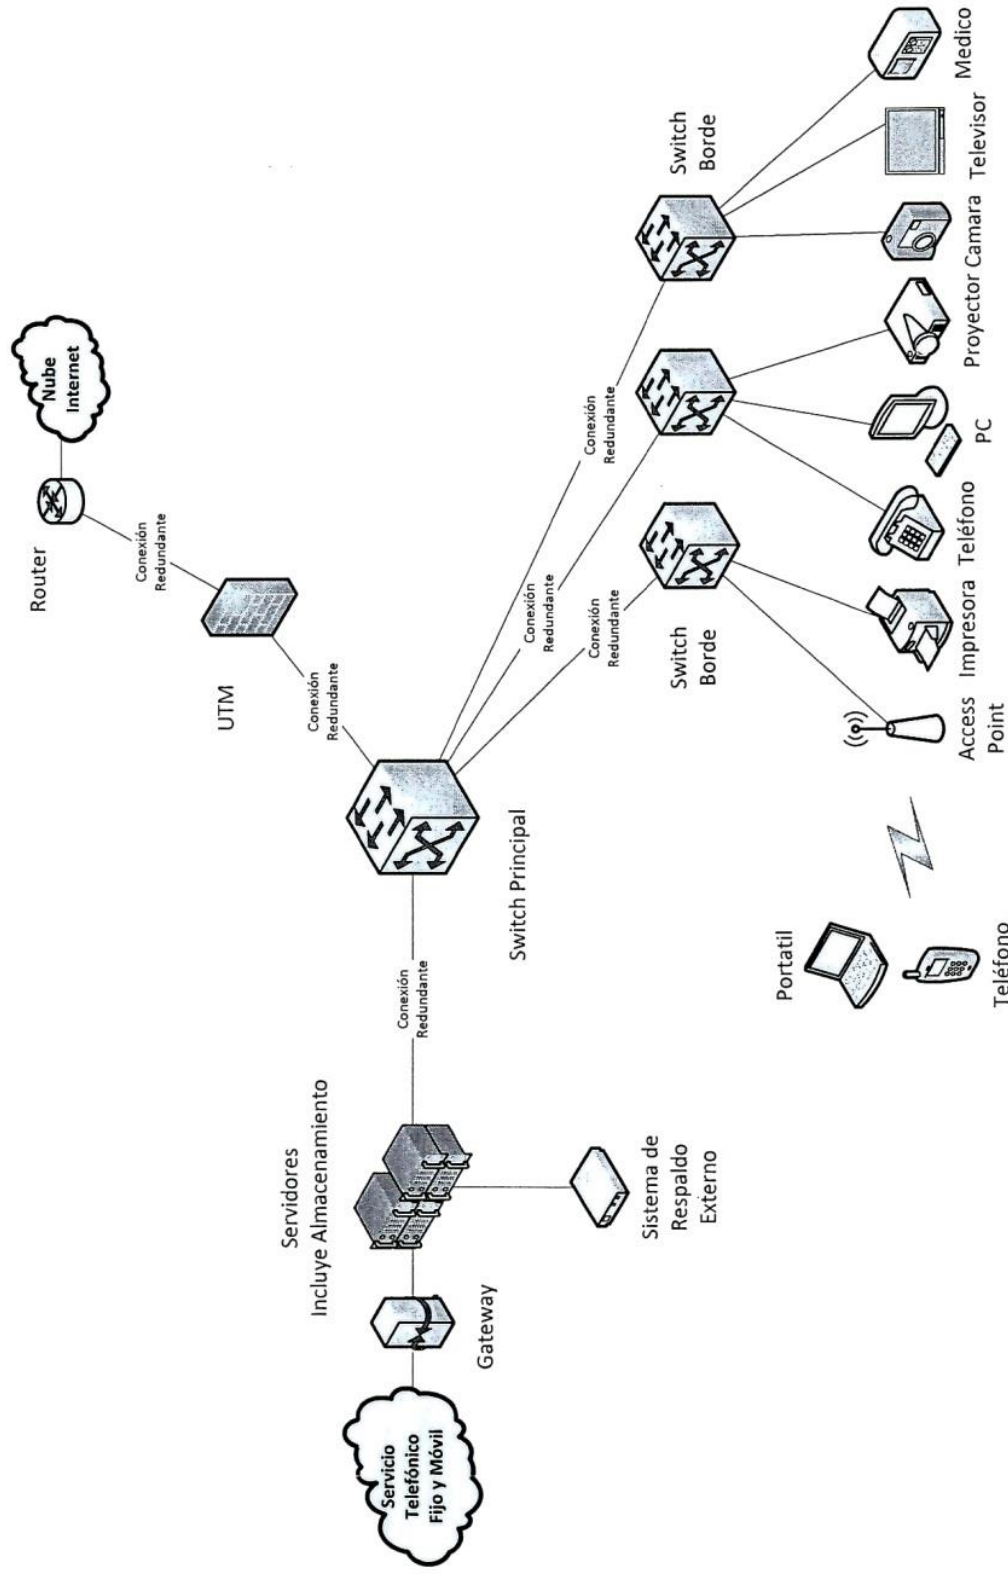 Servicio
Telefónico
Fijo y Móvil
Gateway
Servidores
Incluye Almacenamiento
Sistema de
Respaldo
Externo
Conexión
Redundante
Switch Principal
Conexión
Redundante
UTM
Conexión
Redundante
Router
Nube
Internet
Conexión
Redundante
Conexión
Redundante
Conexión
Redundante
Switch
Borde
Switch
Borde
Portatil
Teléfono
Access
Point
Impresora
Teléfono
PC
Proyector
Camara
Televisor
Medico